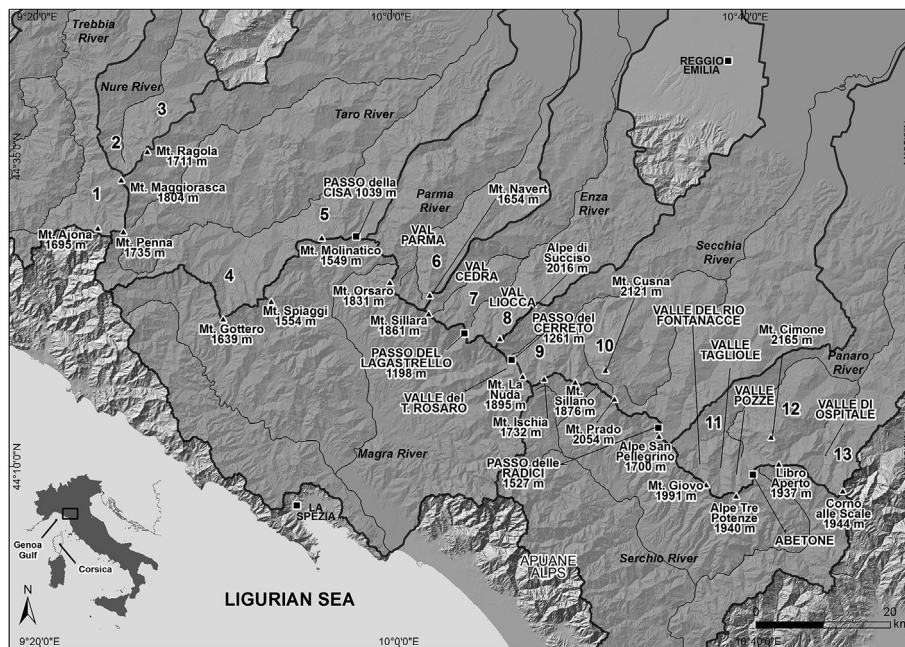 9°20'0"E
10°0'0"E
10°40'0"E
Trebbia
River
Nure River
3
2
1
Taro River
REGGIO
EMILIA
44°35'0"N
Mt. Ragola
1711 m
Mt. Maggiorasca
1804 m
PASSO della
CISA 1039 m
Parma
River
Mt. Navert
1654 m
Enza
River
Mt. Ajona
1695 m
Mt. Penna
1735 m
5
Mt. Molinatico
1549 m
VAL
PARMA
6
VAL
CEDRA
7
Alpe di
Succiso
2016 m
Secchia
River
4
Mt. Orsaro
1831 m
VAL
LIOCCA
8
Mt. Cusna
2121 m
Mt. Gottero
1639 m
Mt. Spiaggi
1554 m
Mt. Sillara
1861 m
PASSO del
CERRETO
1261 m
VALLE DEL RIO
FONTANACCE
PASSO DEL
LAGASTRELLO
1198 m
9
10
VALLE
TAGLIOLE
Mt. Cimone
2165 m
Panaro
River
VALLE del
T. ROSARO
Mt. La
Nuda
1895 m
Mt.
Sillano
1876 m
VALLE
POZZE
12
VALLE DI
OSPITALE
Mt. Ischia
1732 m
Mt. Prado
2054 m
11
13
Magra River
PASSO delle
RADICI
1527 m
Alpe San
Pellegrino
1700 m
44°10'0"N
Mt. Giovo
1991 m
Libro
Aperto
1937 m
Corno
alle Scale
1944 m
Alpe Tre
Potenze
1940 m
ABETONE
LA
SPEZIA
Serchio River
APUANE
ALPS
Genoa
Gulf
Corsica
N
LIGURIAN SEA
0
20
km
9°20'0"E
10°0'0"E
10°40'0"E